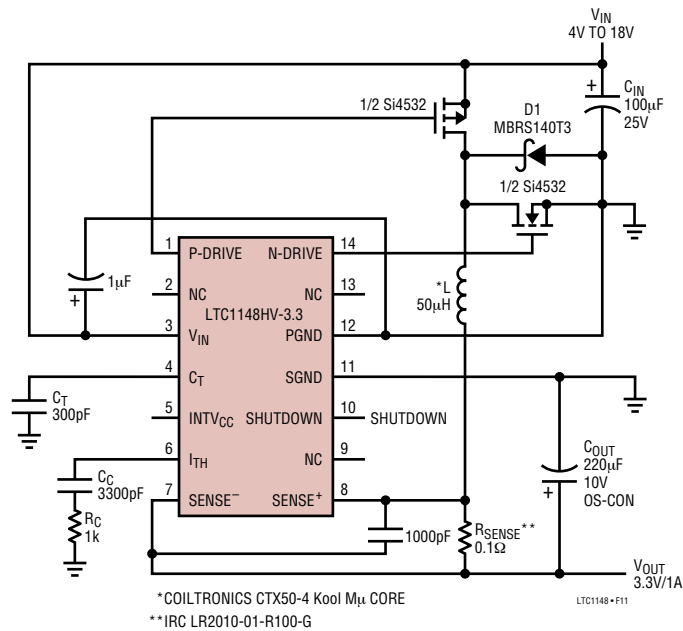 VIN
4V TO 18V
1/2 Si4532
+
CIN
100µF
25V
D1
MBRS140T3
1/2 Si4532
1µF
+
1
P-DRIVE
N-DRIVE
14
2
NC
NC
13
LTC1148HV-3.3
3
VIN
PGND
12
*L
50µH
4
CT
SGND
11
CT
300pF
5
INTVCC
SHUTDOWN
10
SHUTDOWN
6
ITH
NC
9
CC
3300pF
7
SENSE−
SENSE+
8
RC
1k
1000pF
RSENSE**
0.1Ω
COUT
220µF
10V
OS-CON
+
VOUT
3.3V/1A
*COILTRONICS CTX50-4 Kool Mµ CORE
**IRC LR2010-01-R100-G
LTC1148 • F11